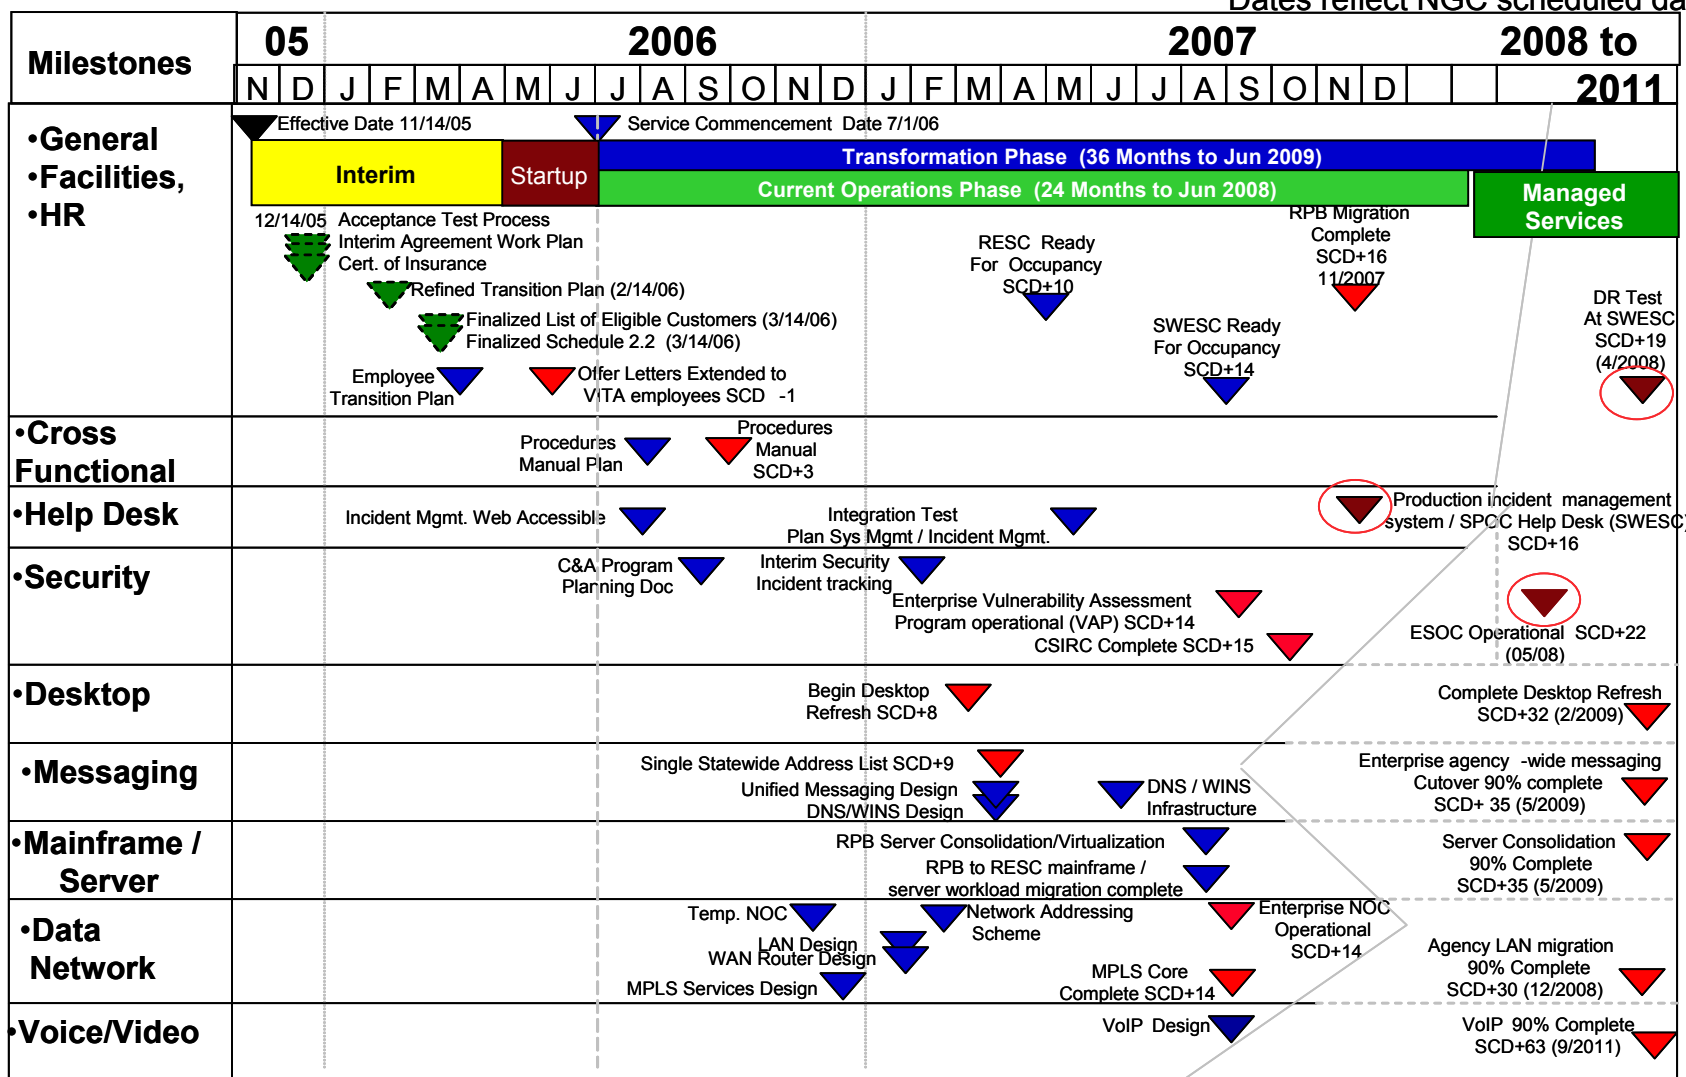 Dates reflect NGC scheduled da
Milestones
05 2006 2007 2008 to
2011
N D J F M A M J J A S O N D J F M A M J J A S O N D
•General
•Facilities,
•HR
Effective Date 11/14/05
Service Commencement Date 7/1/06
Interim
Startup
Transformation Phase (36 Months to Jun 2009)
Current Operations Phase (24 Months to Jun 2008)
Managed
Services
12/14/05 Acceptance Test Process
Interim Agreement Work Plan
Cert. of Insurance
Refined Transition Plan (2/14/06)
Finalized List of Eligible Customers (3/14/06)
Finalized Schedule 2.2 (3/14/06)
Employee
Transition Plan
Offer Letters Extended to
VITA employees SCD -1
RESC Ready
For Occupancy
SCD+10
SWESC Ready
For Occupancy
SCD+14
RPB Migration
Complete
SCD+16
11/2007
DR Test
At SWESC
SCD+19
(4/2008)
•Cross
Functional
Procedures
Manual Plan
Procedures
Manual
SCD+3
•Help Desk
Incident Mgmt. Web Accessible
Integration Test
Plan Sys Mgmt / Incident Mgmt.
Production incident management
system / SPOC Help Desk (SWESC)
SCD+16
•Security
C&A Program
Planning Doc
Interim Security
Incident tracking
Enterprise Vulnerability Assessment
Program operational (VAP) SCD+14
CSIRC Complete SCD+15
ESOC Operational SCD+22
(05/08)
•Desktop
Begin Desktop
Refresh SCD+8
Complete Desktop Refresh
SCD+32 (2/2009)
•Messaging
Single Statewide Address List SCD+9
Unified Messaging Design
DNS/WINS Design
DNS / WINS
Infrastructure
Enterprise agency -wide messaging
Cutover 90% complete
SCD+ 35 (5/2009)
•Mainframe /
Server
RPB Server Consolidation/Virtualization
RPB to RESC mainframe /
server workload migration complete
Server Consolidation
90% Complete
SCD+35 (5/2009)
•Data
Network
Temp. NOC
LAN Design
WAN Router Design
MPLS Services Design
Network Addressing
Scheme
Enterprise NOC
Operational
SCD+14
MPLS Core
Complete SCD+14
Agency LAN migration
90% Complete
SCD+30 (12/2008)
•Voice/Video
VoIP Design
VoIP 90% Complete
SCD+63 (9/2011)